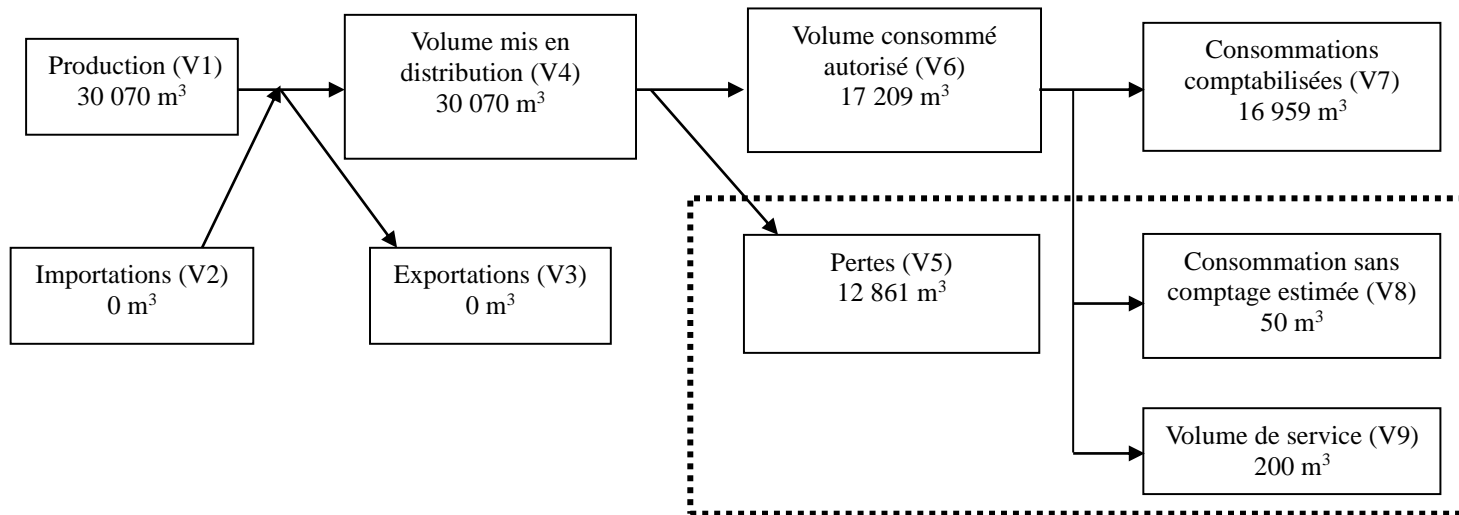 Production (V1)
30 070 m³
Volume mis en
distribution (V4)
30 070 m³
Volume consommé
autorisé (V6)
17 209 m³
Consommations
comptabilisées (V7)
16 959 m³
Importations (V2)
0 m³
Exportations (V3)
0 m³
Pertes (V5)
12 861 m³
Consommation sans
comptage estimée (V8)
50 m³
Volume de service (V9)
200 m³